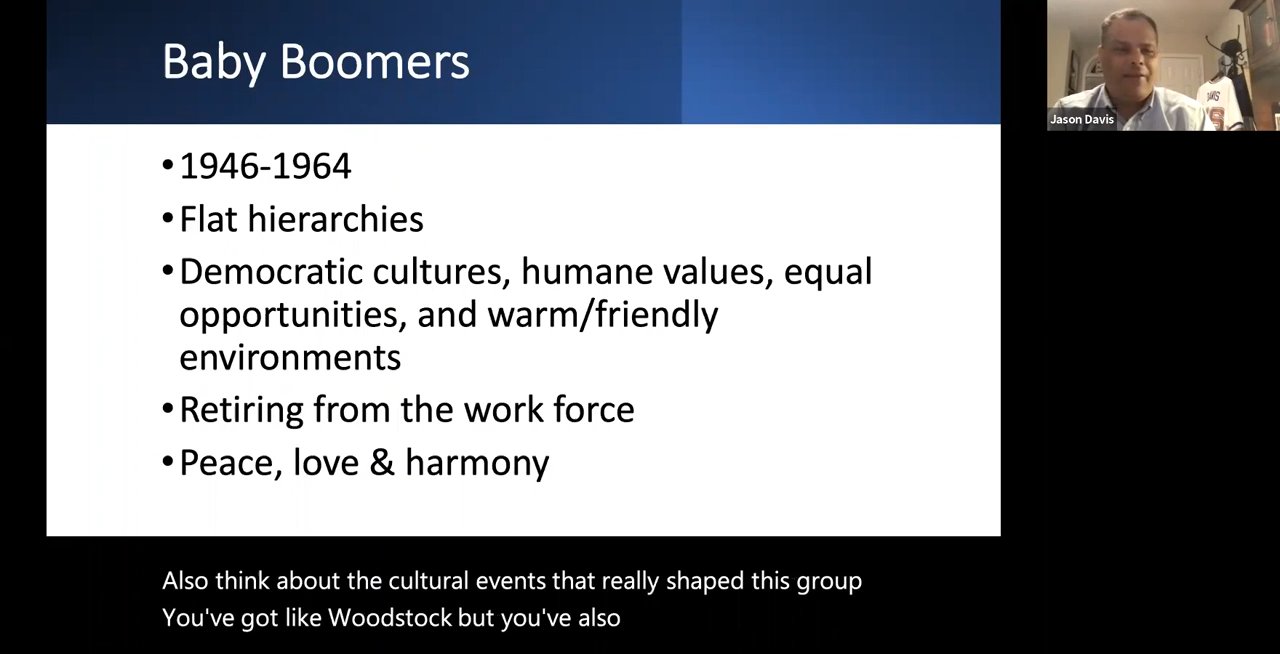 Baby Boomers
•1946-1964
•Flat hierarchies
•Democratic cultures, humane values, equal
opportunities, and warm/friendly
environments
•Retiring from the work force
•Peace, love & harmony
Also think about the cultural events that really shaped this group
You've got like Woodstock but you've also
Jason Davis